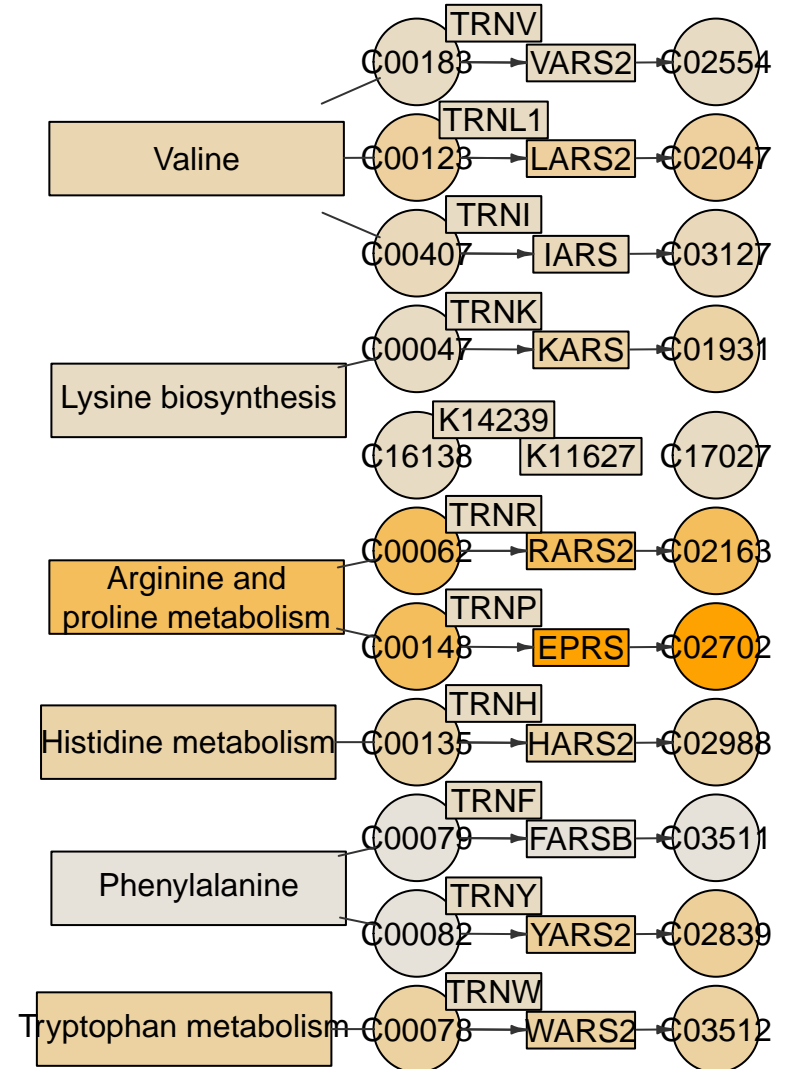 TRNV
C00183 VARS2 C02554
TRNL1
Valine C00123 LARS2 C02047
TRNI
C00407 IARS C03127
TRNK
C00047 KARS C01931
Lysine biosynthesis
K14239
C16138 K11627 C17027
TRNR
C00062 RARS2 C02163
Arginine and
proline metabolism
TRNP
C00148 EPRS C02702
TRNH
Histidine metabolism C00135 HARS2 C02988
TRNF
C00079 FARSB C03511
Phenylalanine
TRNY
C00082 YARS2 C02839
TRNW
Tryptophan metabolism C00078 WARS2 C03512